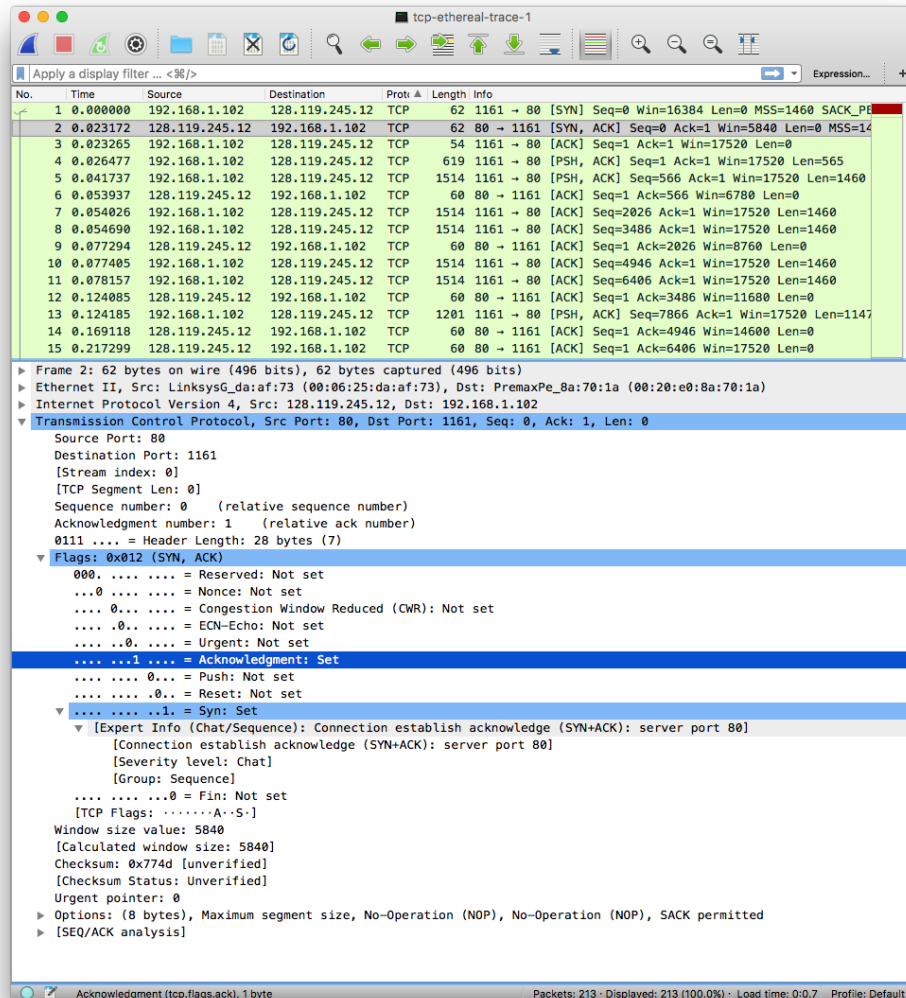 tcp-ethereal-trace-1
Apply a display filter ... <⌘/>
Expression...
+
No. Time Source Destination Proto Length Info
1 0.000000 192.168.1.102 128.119.245.12 TCP 62 1161 → 80 [SYN] Seq=0 Win=16384 Len=0 MSS=1460 SACK_PE
2 0.023172 128.119.245.12 192.168.1.102 TCP 62 80 → 1161 [SYN, ACK] Seq=0 Ack=1 Win=5840 Len=0 MSS=14
3 0.023265 192.168.1.102 128.119.245.12 TCP 54 1161 → 80 [ACK] Seq=1 Ack=1 Win=17520 Len=0
4 0.026477 192.168.1.102 128.119.245.12 TCP 619 1161 → 80 [PSH, ACK] Seq=1 Ack=1 Win=17520 Len=565
5 0.041737 192.168.1.102 128.119.245.12 TCP 1514 1161 → 80 [PSH, ACK] Seq=566 Ack=1 Win=17520 Len=1460
6 0.053937 128.119.245.12 192.168.1.102 TCP 60 80 → 1161 [ACK] Seq=1 Ack=566 Win=6780 Len=0
7 0.054026 192.168.1.102 128.119.245.12 TCP 1514 1161 → 80 [ACK] Seq=2026 Ack=1 Win=17520 Len=1460
8 0.054690 192.168.1.102 128.119.245.12 TCP 1514 1161 → 80 [ACK] Seq=3486 Ack=1 Win=17520 Len=1460
9 0.077294 128.119.245.12 192.168.1.102 TCP 60 80 → 1161 [ACK] Seq=1 Ack=2026 Win=8760 Len=0
10 0.077405 192.168.1.102 128.119.245.12 TCP 1514 1161 → 80 [ACK] Seq=4946 Ack=1 Win=17520 Len=1460
11 0.078157 192.168.1.102 128.119.245.12 TCP 1514 1161 → 80 [ACK] Seq=6406 Ack=1 Win=17520 Len=1460
12 0.124085 128.119.245.12 192.168.1.102 TCP 60 80 → 1161 [ACK] Seq=1 Ack=3486 Win=11680 Len=0
13 0.124185 192.168.1.102 128.119.245.12 TCP 1201 1161 → 80 [PSH, ACK] Seq=7866 Ack=1 Win=17520 Len=1147
14 0.169118 128.119.245.12 192.168.1.102 TCP 60 80 → 1161 [ACK] Seq=1 Ack=4946 Win=14600 Len=0
15 0.217299 128.119.245.12 192.168.1.102 TCP 60 80 → 1161 [ACK] Seq=1 Ack=6406 Win=17520 Len=0
Frame 2: 62 bytes on wire (496 bits), 62 bytes captured (496 bits)
Ethernet II, Src: LinksysG_da:af:73 (00:06:25:da:af:73), Dst: PremaxPe_8a:70:1a (00:20:e0:8a:70:1a)
Internet Protocol Version 4, Src: 128.119.245.12, Dst: 192.168.1.102
Transmission Control Protocol, Src Port: 80, Dst Port: 1161, Seq: 0, Ack: 1, Len: 0
Source Port: 80
Destination Port: 1161
[Stream index: 0]
[TCP Segment Len: 0]
Sequence number: 0 (relative sequence number)
Acknowledgment number: 1 (relative ack number)
0111 .... = Header Length: 28 bytes (7)
Flags: 0x012 (SYN, ACK)
000. .... .... = Reserved: Not set
...0 .... .... = Nonce: Not set
.... 0... .... = Congestion Window Reduced (CWR): Not set
.... .0.. .... = ECN-Echo: Not set
.... ..0. .... = Urgent: Not set
.... ...1 .... = Acknowledgment: Set
.... .... 0... = Push: Not set
.... .... .0.. = Reset: Not set
.... .... ..1. = Syn: Set
[Expert Info (Chat/Sequence): Connection establish acknowledge (SYN+ACK): server port 80]
[Connection establish acknowledge (SYN+ACK): server port 80]
[Severity level: Chat]
[Group: Sequence]
.... .... ...0 = Fin: Not set
[TCP Flags: ·······A··S·]
Window size value: 5840
[Calculated window size: 5840]
Checksum: 0x774d [unverified]
[Checksum Status: Unverified]
Urgent pointer: 0
Options: (8 bytes), Maximum segment size, No-Operation (NOP), No-Operation (NOP), SACK permitted
[SEQ/ACK analysis]
Acknowledgment (tcp.flags.ack), 1 byte
Packets: 213 · Displayed: 213 (100.0%) · Load time: 0:0.7
Profile: Default